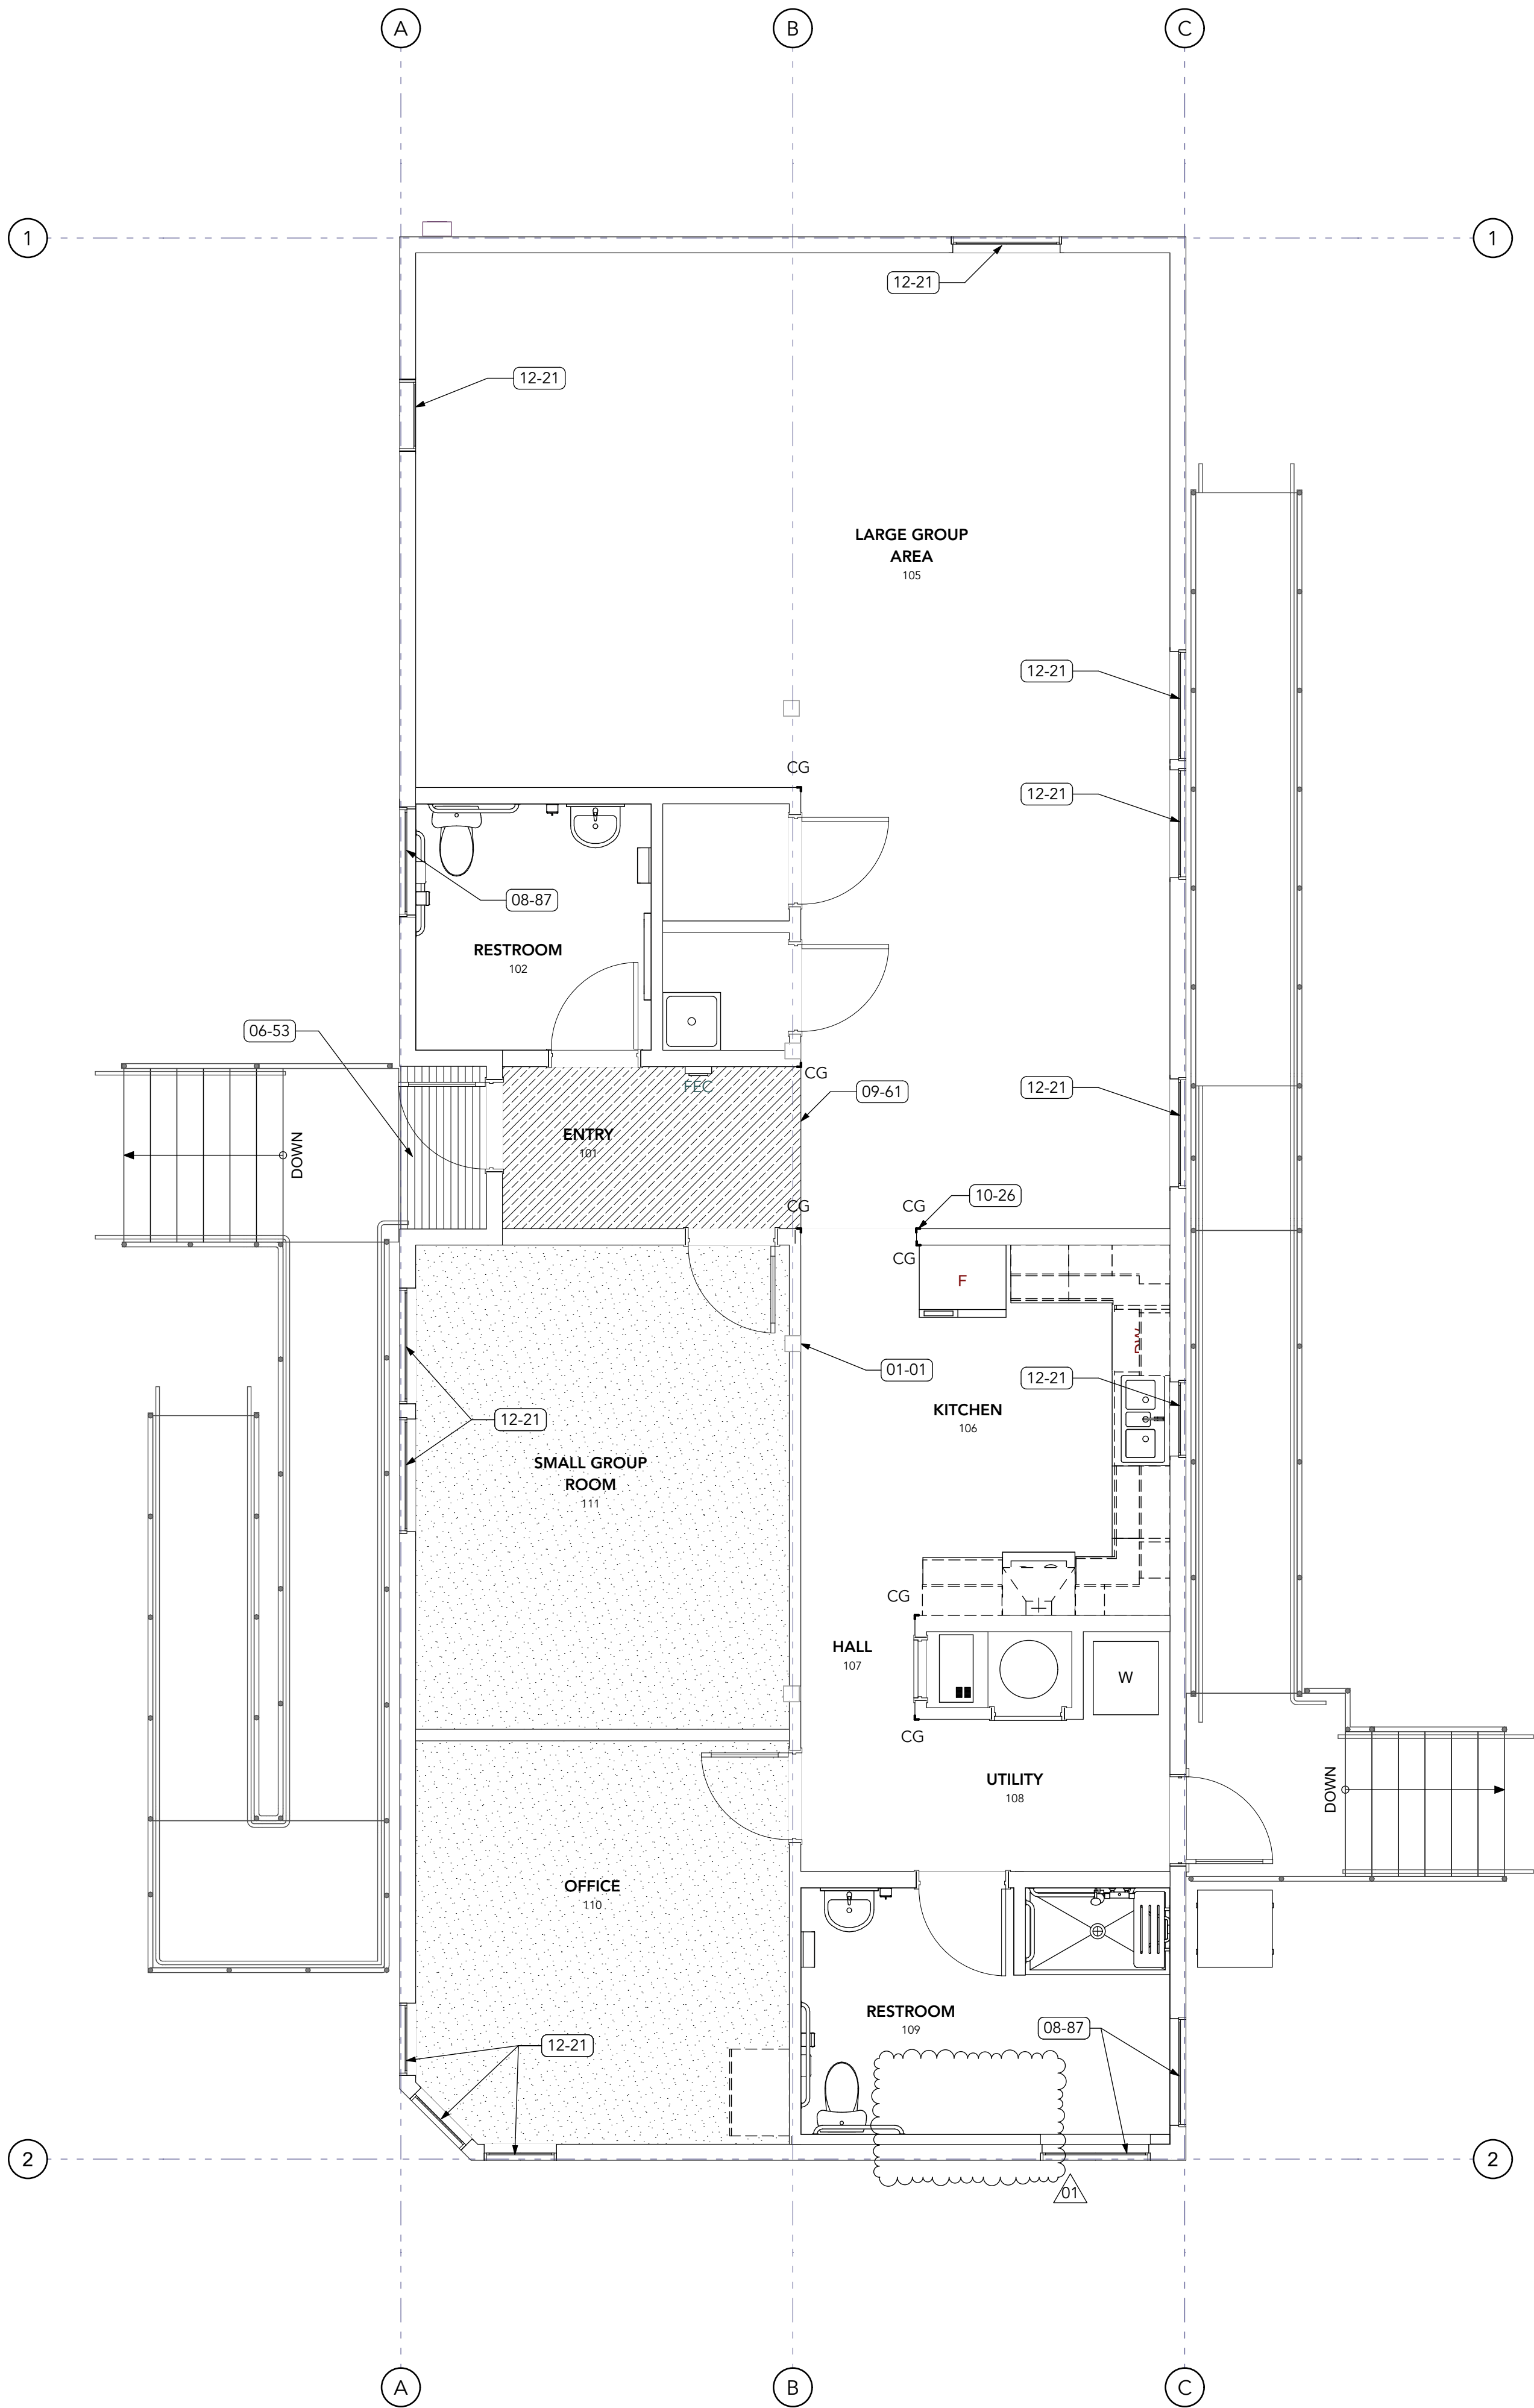 A
B
C
1
1
12-21
12-21
LARGE GROUP
AREA
105
12-21
CG
12-21
08-87
RESTROOM
102
06-53
CG
FEC
12-21
09-61
ENTRY
101
DOWN
10-26
CG
CG
CG
F
DW
01-01
12-21
KITCHEN
106
12-21
SMALL GROUP
ROOM
111
CG
HALL
107
W
CG
UTILITY
108
DOWN
OFFICE
110
RESTROOM
109
08-87
12-21
2
2
01
A
B
C